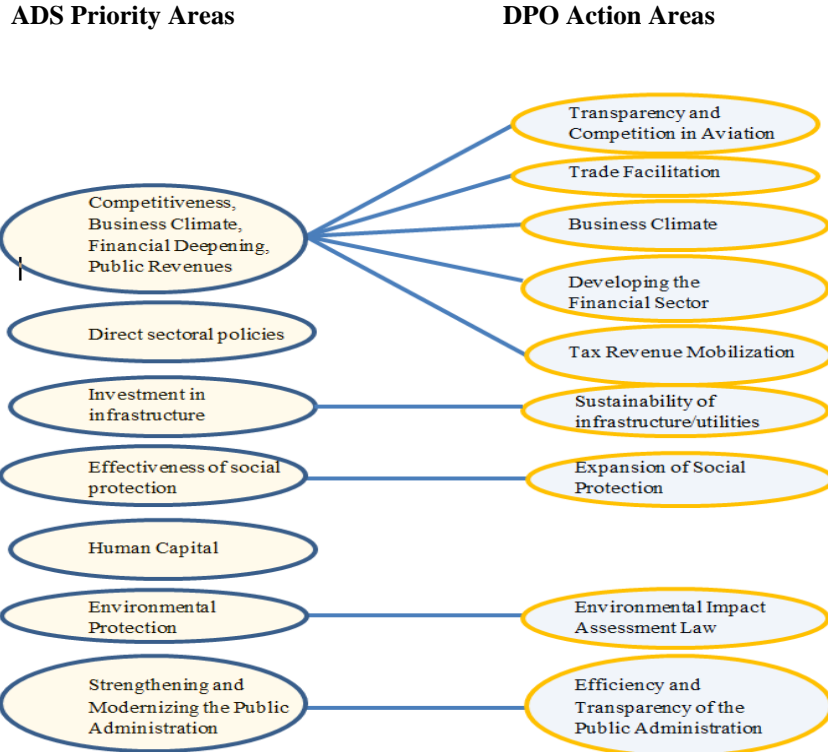 ADS Priority Areas
DPO Action Areas
Competitiveness,
Business Climate,
Financial Deepening,
Public Revenues
Direct sectoral policies
Investment in
infrastructure
Effectiveness of social
protection
Human Capital
Environmental
Protection
Strengthening and
Modernizing the Public
Administration
Transparency and
Competition in Aviation
Trade Facilitation
Business Climate
Developing the
Financial Sector
Tax Revenue Mobilization
Sustainability of
infrastructure/utilities
Expansion of Social
Protection
Environmental Impact
Assessment Law
Efficiency and
Transparency of the
Public Administration